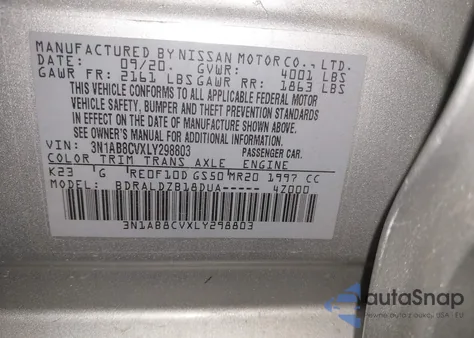 MANUFACTURED BY NISSAN MOTOR CO., LTD.
DATE: 09/20. GVWR: 4001 LBS
GAWR FR: 2161 LBS GAWR RR: 1863 LBS
THIS VEHICLE CONFORMS TO ALL APPLICABLE FEDERAL MOTOR
VEHICLE SAFETY, BUMPER AND THEFT PREVENTION STANDARDS
IN EFFECT ON THE DATE OF MANUFACTURE SHOWN ABOVE.
SEE OWNER'S MANUAL FOR ADDITIONAL INFORMATION.
VIN: 3N1AB8CVXLY298803 PASSENGER CAR.
COLOR TRIM TRANS AXLE ENGINE
K23 G RE0F10D GS50 MR20 1997 CC
MODEL: BDRALDZB18DUA----- 4Z000
3N1AB8CVXLY298803
autoSnap